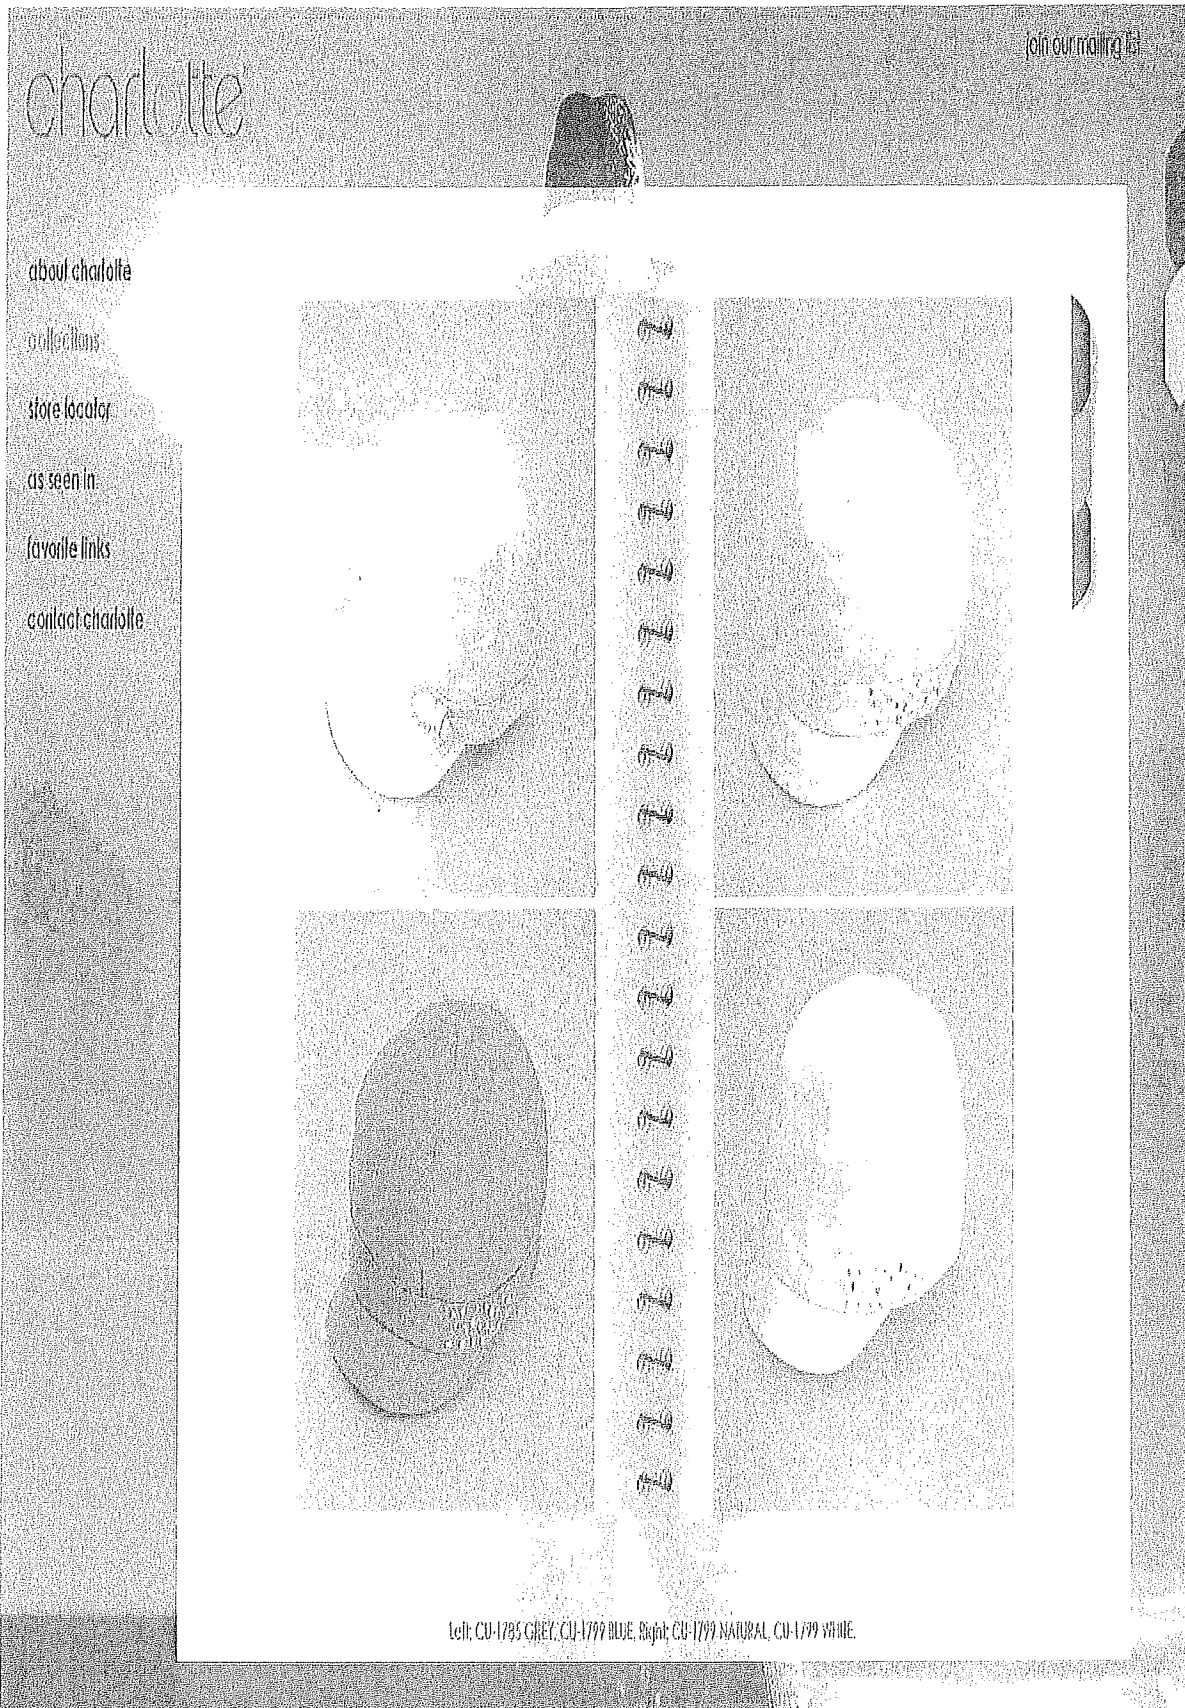 charlotte
join our mailing list
about charlotte
collections
store locator
as seen in
favorite links
contact charlotte
Left: CU-1785 GREY, CU-1799 BLUE, Right: CU-1799 NATURAL, CU-1799 WHITE.